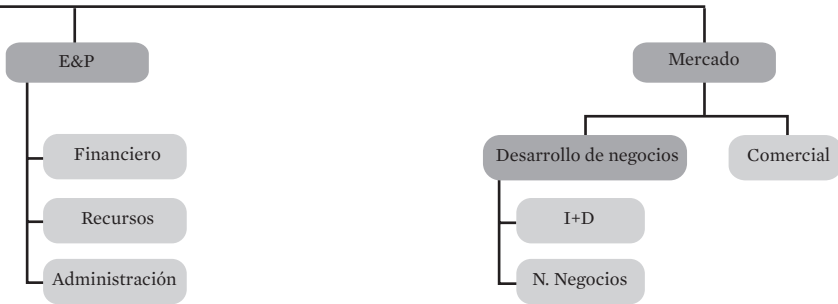 E&P
Mercado
Financiero
Desarrollo de negocios
Comercial
Recursos
I+D
Administración
N. Negocios